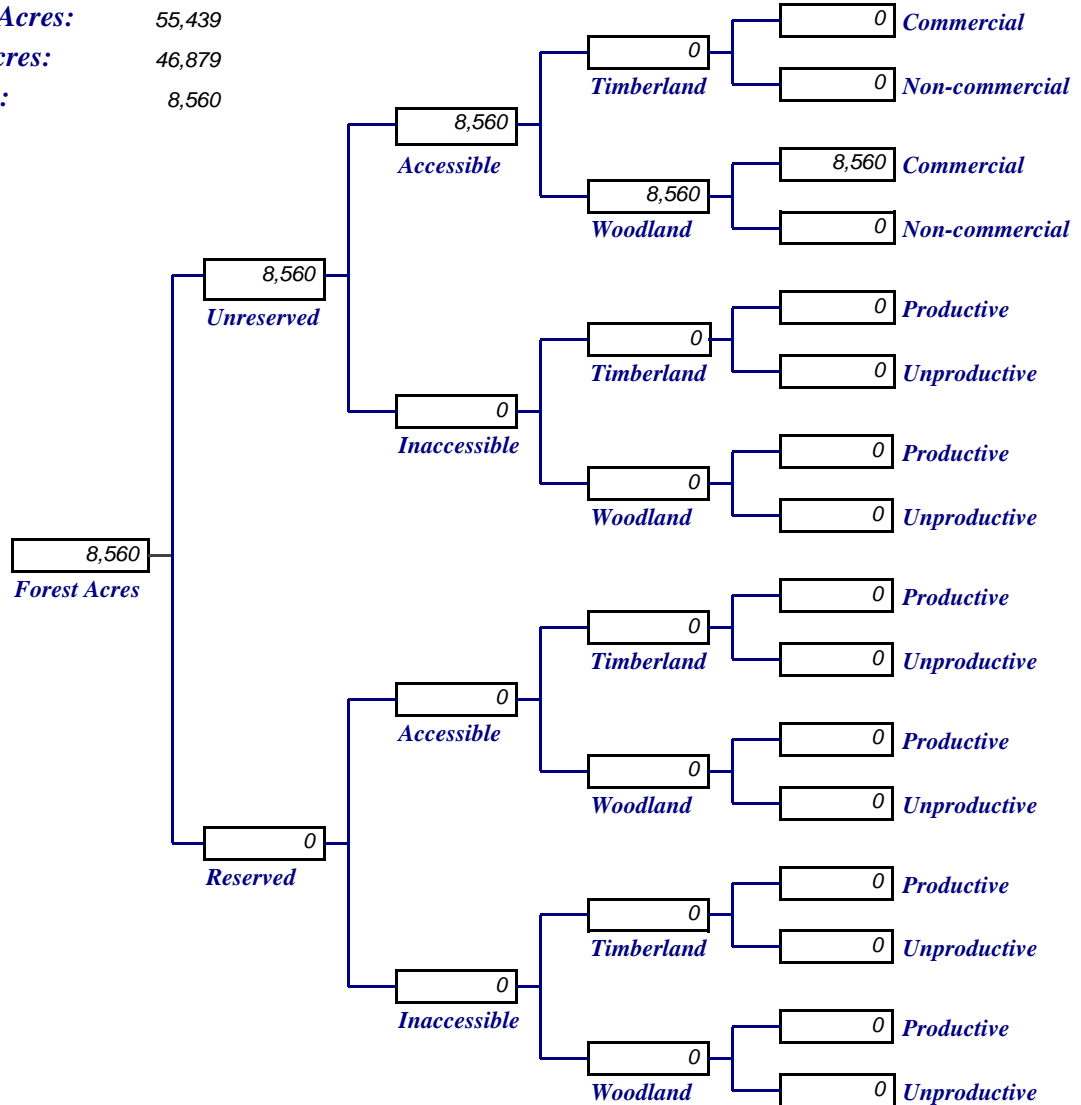 Acres: 55,439
cres: 46,879
: 8,560
0 Commercial
0 Timberland
0 Non-commercial
8,560 Accessible
8,560 Commercial
8,560 Woodland
0 Non-commercial
8,560 Unreserved
0 Productive
0 Timberland
0 Unproductive
0 Inaccessible
0 Productive
0 Woodland
0 Unproductive
8,560 Forest Acres
0 Productive
0 Timberland
0 Unproductive
0 Accessible
0 Productive
0 Woodland
0 Unproductive
0 Reserved
0 Productive
0 Timberland
0 Unproductive
0 Inaccessible
0 Productive
0 Woodland
0 Unproductive